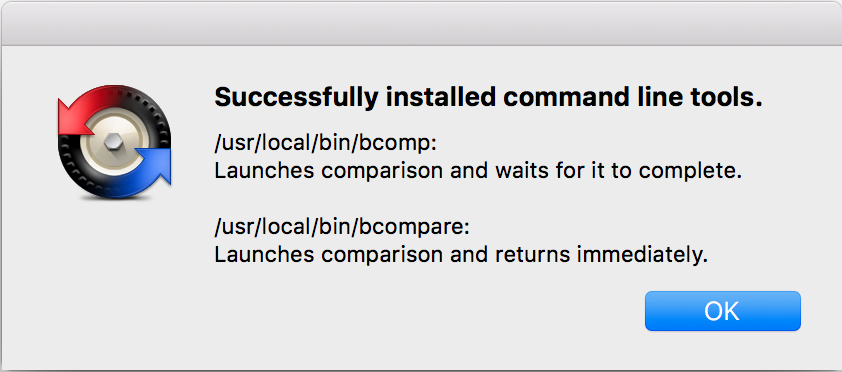 Successfully installed command line tools.
/usr/local/bin/bcomp:
Launches comparison and waits for it to complete.
/usr/local/bin/bcompare:
Launches comparison and returns immediately.
OK